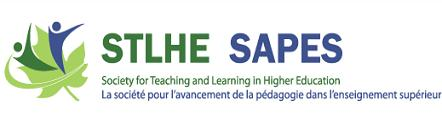 STLHE SAPES
Society for Teaching and Learning in Higher Education
La société pour l'avancement de la pédagogie dans l'enseignement supérieur